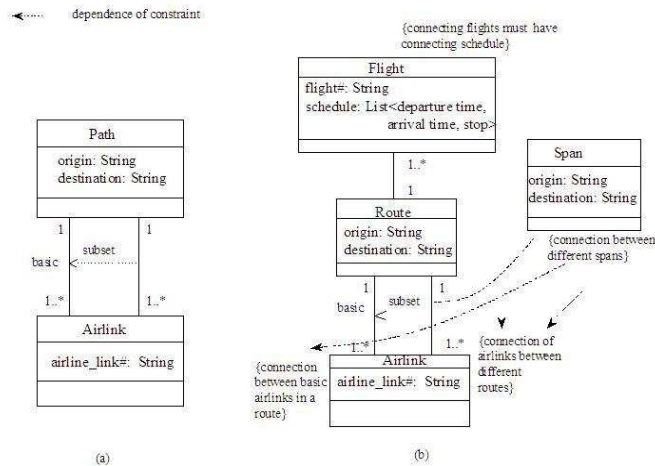 dependence of constraint
Path
origin: String
destination: String
1
1
subset
basic
1..*
1..*
Airlink
airline_link#: String
(a)
{connecting flights must have
connecting schedule}
Flight
flight#: String
schedule: List<departure time,
arrival time, stop>
1..*
1
Route
origin: String
destination: String
Span
origin: String
destination: String
{connection between
different spans}
1
1
basic
subset
1..*
1..*
Airlink
airline_link#: String
{connection
between basic
airlinks in a
route}
{connection of
airlinks between
different
routes}
(b)